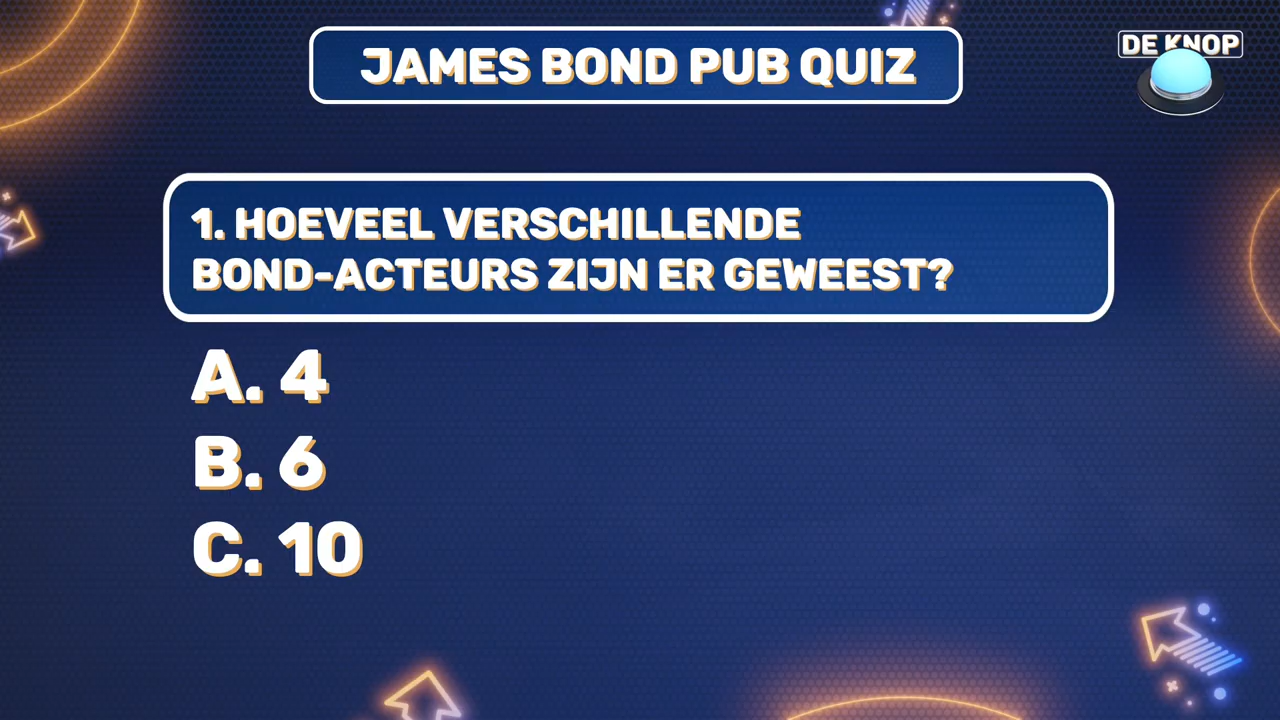 JAMES BOND PUB QUIZ
DE KNOP
1. HOEVEEL VERSCHILLENDE
BOND-ACTEURS ZIJN ER GEWEEST?
A. 4
B. 6
C. 10